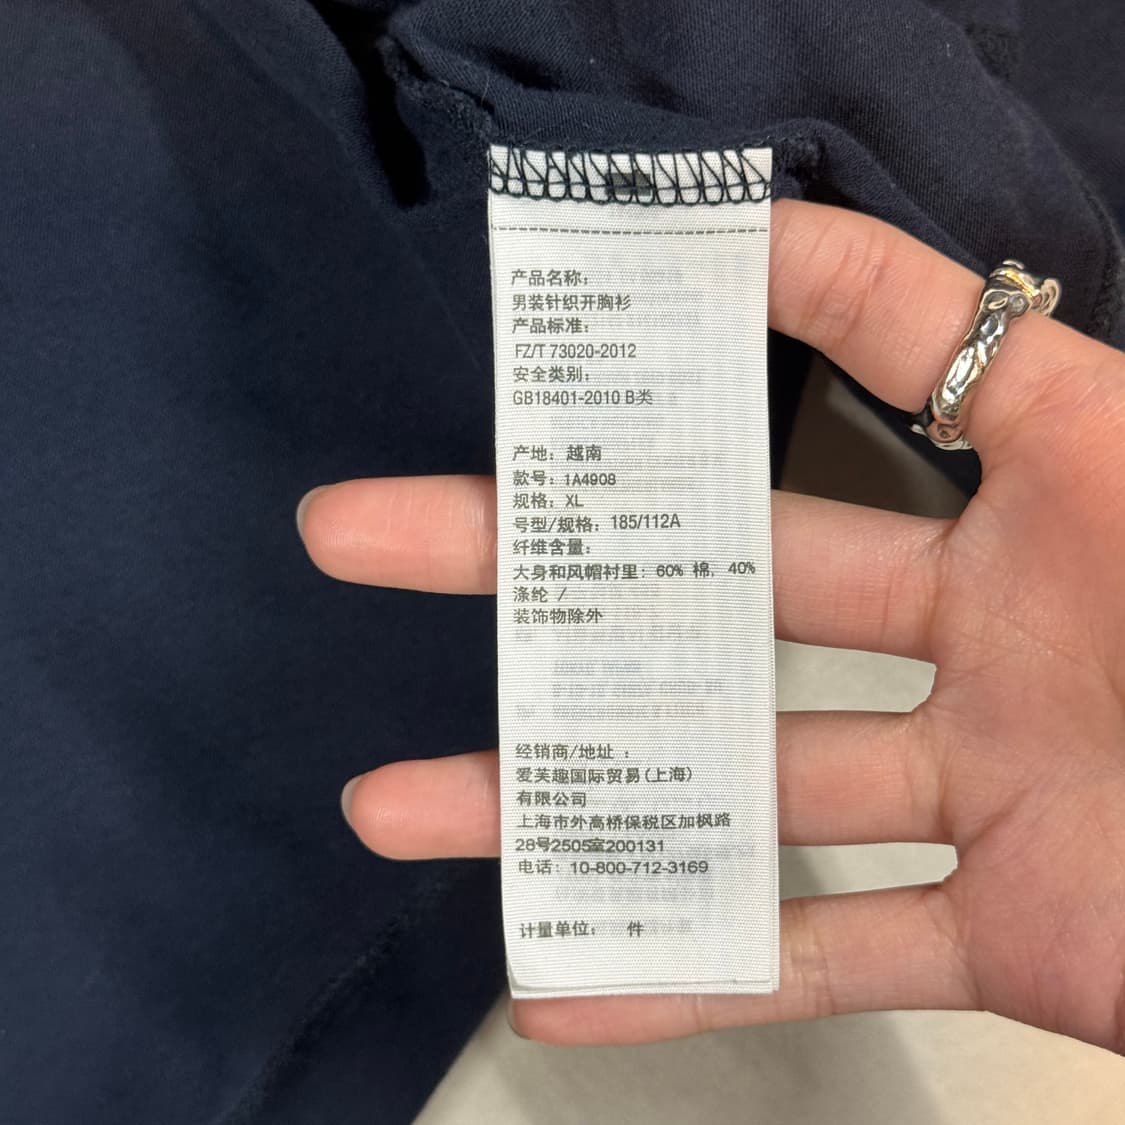 产品名称：
男装针织开胸衫
产品标准：
FZ/T 73020-2012
安全类别：
GB18401-2010 B类
产地：越南
款号：1A4908
规格：XL
号型/规格：185/112A
纤维含量：
大身和风帽衬里：60% 棉，40%
涤纶 /
装饰物除外
经销商/地址 ：
爱芙趣国际贸易(上海)
有限公司
上海市外高桥保税区加枫路
28号2505室200131
电话：10-800-712-3169
计量单位： 件